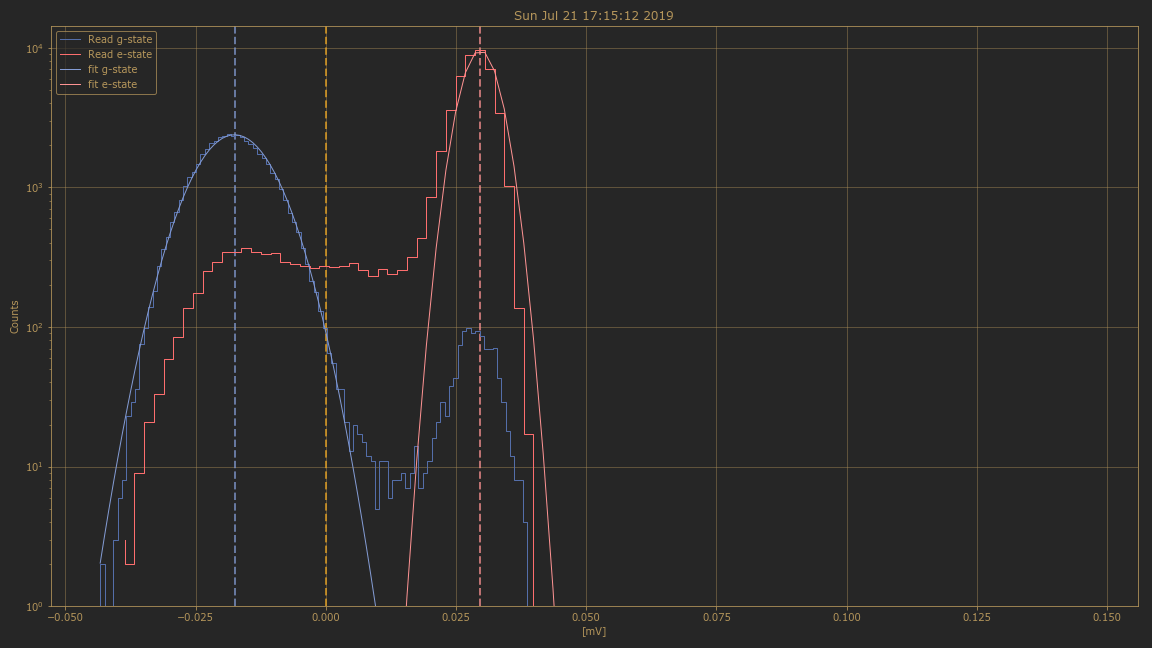 Sun Jul 21 17:15:12 2019
Read g-state
Read e-state
fit g-state
fit e-state
10⁴
10³
10²
10¹
10⁰
Counts
−0.050 −0.025 0.000 0.025 0.050 0.075 0.100 0.125 0.150
[mV]